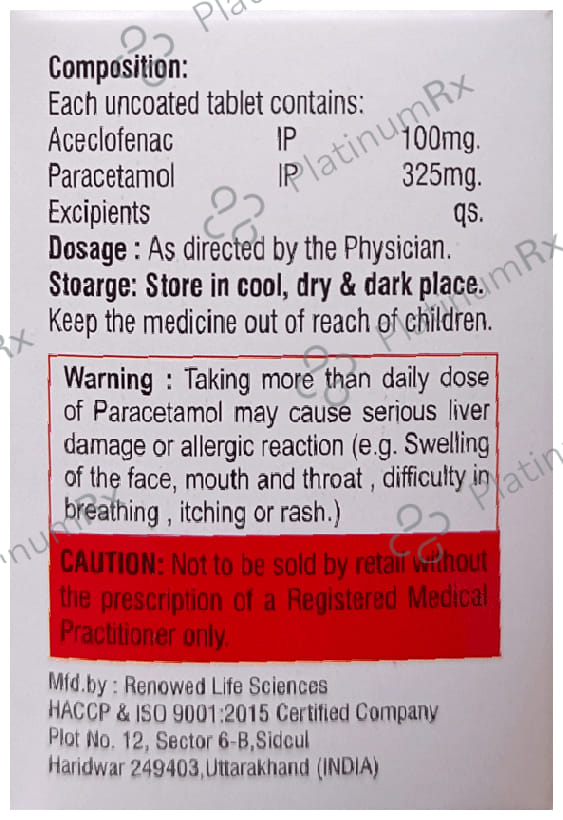 Composition:
Each uncoated tablet contains:
Aceclofenac IP 100mg.
Paracetamol IP 325mg.
Excipients qs.
Dosage : As directed by the Physician.
Stoarge: Store in cool, dry & dark place.
Keep the medicine out of reach of children.
Warning : Taking more than daily dose
of Paracetamol may cause serious liver
damage or allergic reaction (e.g. Swelling
of the face, mouth and throat , difficulty in
breathing , itching or rash.)
CAUTION: Not to be sold by retail without
the prescription of a Registered Medical
Practitioner only.
Mfd.by : Renowed Life Sciences
HACCP & ISO 9001:2015 Certified Company
Plot No. 12, Sector 6-B,Sidcul
Haridwar 249403,Uttarakhand (INDIA)
PlatinumRx
PlatinumRx